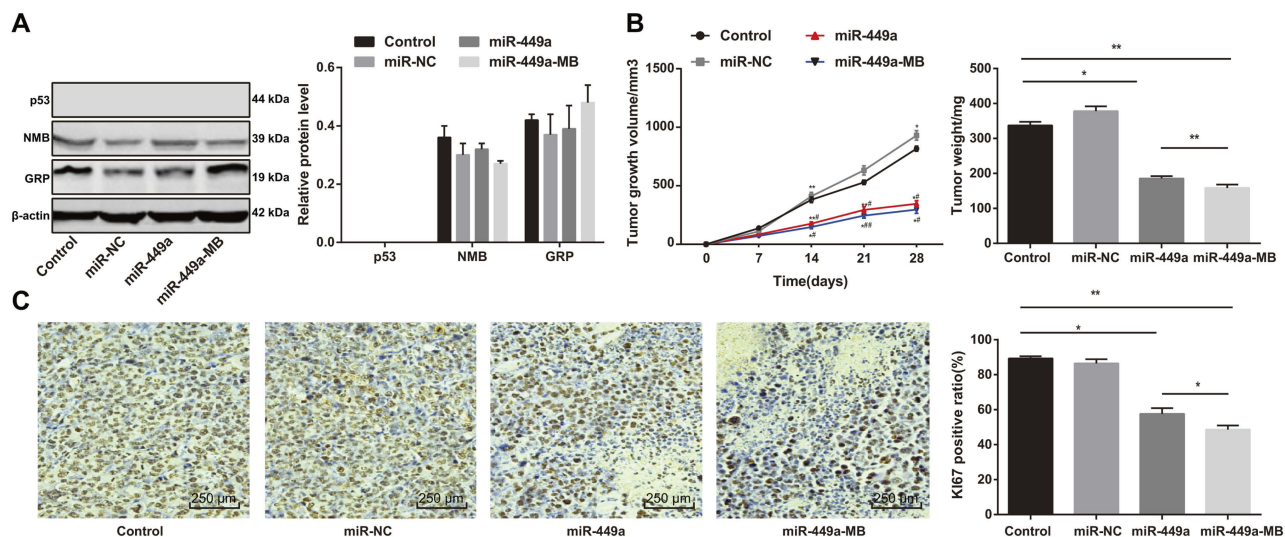 A
p53
44 kDa
NMB
39 kDa
GRP
19 kDa
β-actin
42 kDa
Control
miR-NC
miR-449a
miR-449a-MB
Control
miR-449a
miR-NC
miR-449a-MB
Relative protein level
0.6
0.4
0.2
0.0
p53
NMB
GRP
B
Control
miR-449a
miR-NC
miR-449a-MB
Tumor growth volume/mm3
1500
1000
500
0
*
**
**#
*#
**#
*##
*#
*#
0
7
14
21
28
Time(days)
Tumor weight/mg
500
400
300
200
100
0
**
*
**
Control
miR-NC
miR-449a
miR-449a-MB
C
250 μm
250 μm
250 μm
250 μm
Control
miR-NC
miR-449a
miR-449a-MB
KI67 positive ratio(%)
100
80
60
40
20
0
**
*
*
Control
miR-NC
miR-449a
miR-449a-MB